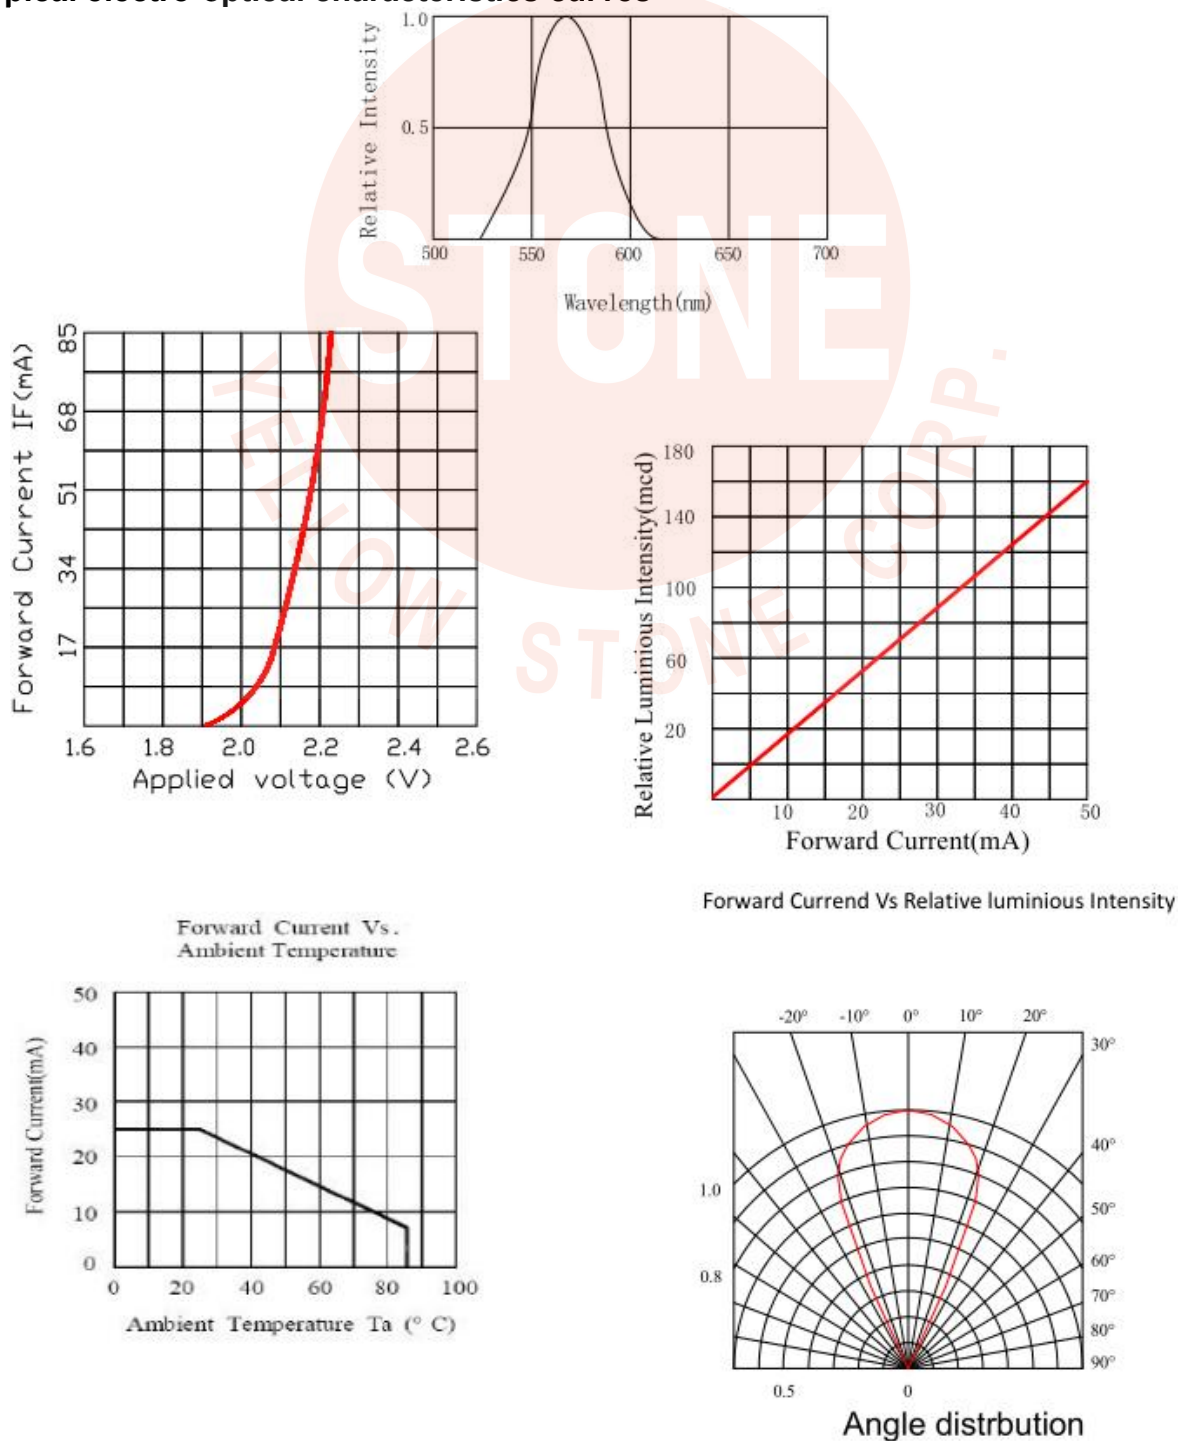 electro-optical characteristics curves
Relative Intensity
1.0
0.5
500 550 600 650 700
Wavelength(nm)
STONE
YELLOW STONE CORP.
Forward Current IF(mA)
85
68
51
34
17
1.6 1.8 2.0 2.2 2.4 2.6
Applied voltage (V)
Relative Luminious Intensity(mcd)
180
140
100
60
20
10 20 30 40 50
Forward Current(mA)
Forward Currend Vs Relative luminious Intensity
Forward Current Vs.
Ambient Temperature
Forward Current(mA)
50
40
30
20
10
0
0 20 40 60 80 100
Ambient Temperature Ta (° C)
-20° -10° 0° 10° 20°
30°
40°
1.0
50°
60°
0.8
70°
80°
90°
0.5 0
Angle distrbution